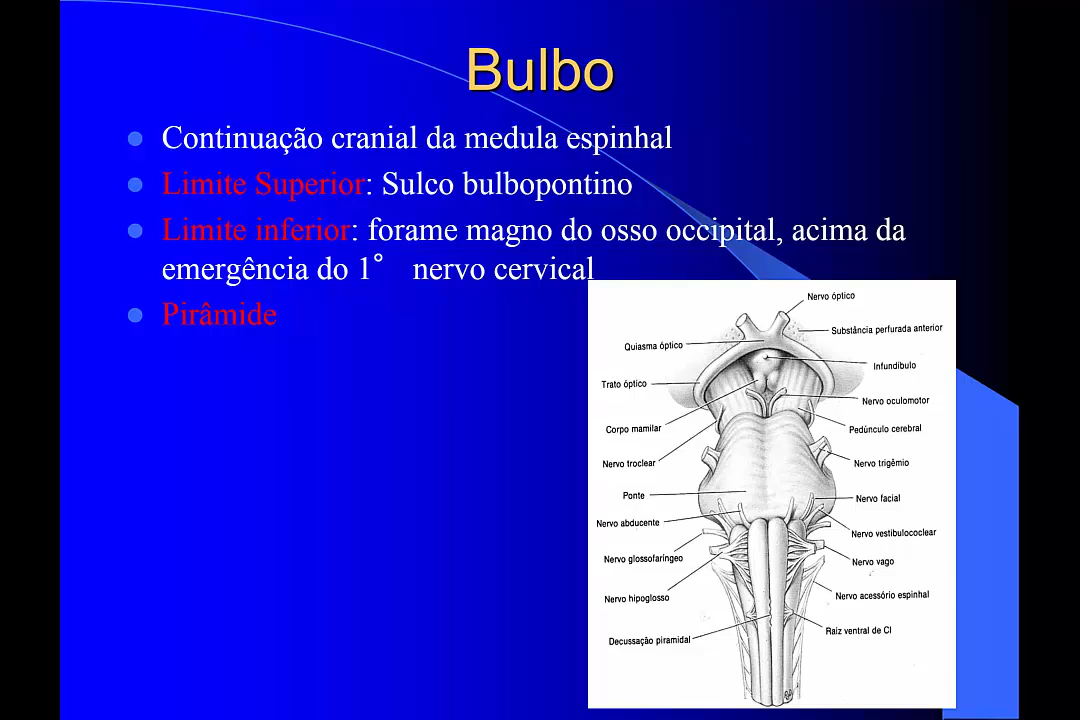 Bulbo
Continuação cranial da medula espinhal
Limite Superior: Sulco bulbopontino
Limite inferior: forame magno do osso occipital, acima da
emergência do 1° nervo cervical
Pirâmide
Nervo óptico
Substância perfurada anterior
Quiasma óptico
Infundíbulo
Trato óptico
Nervo oculomotor
Corpo mamilar
Pedúnculo cerebral
Nervo troclear
Nervo trigêmio
Ponte
Nervo facial
Nervo abducente
Nervo vestibulococlear
Nervo glossofaríngeo
Nervo vago
Nervo hipoglosso
Nervo acessório espinhal
Raiz ventral de CI
Decussação piramidal